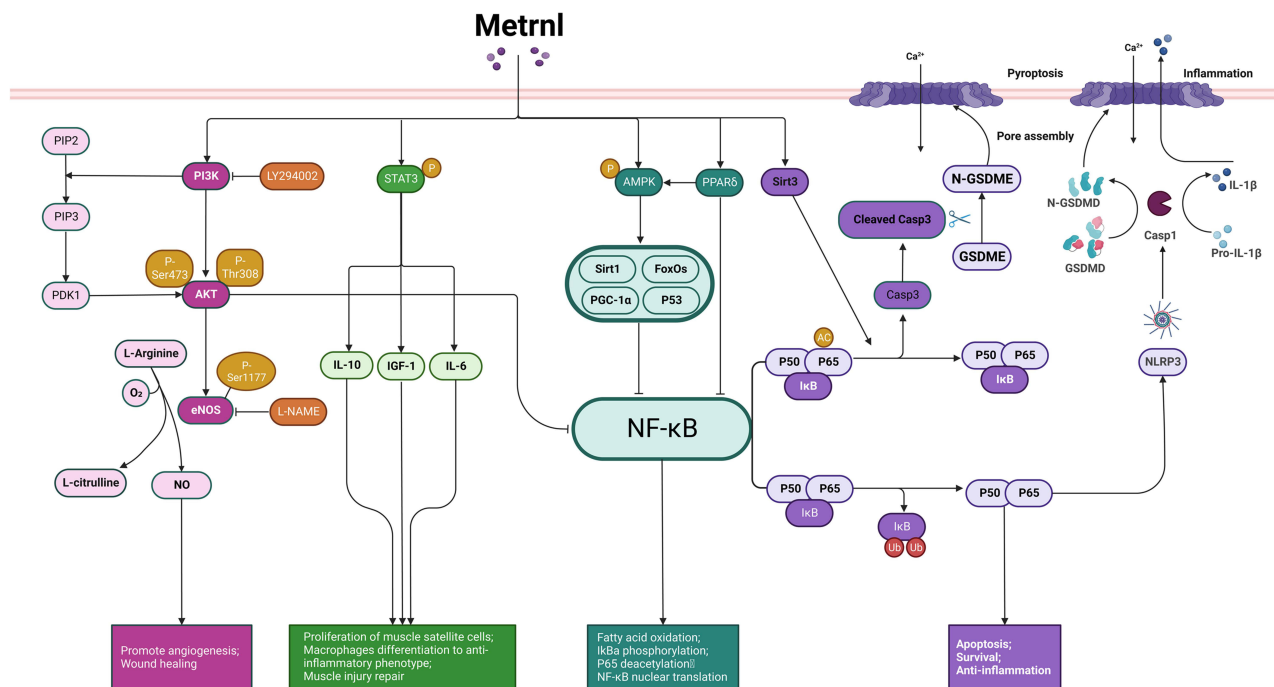 Metrnl
Ca²⁺
Pyroptosis
Ca²⁺
Inflammation
Pore assembly
PIP2
PI3K
LY294002
STAT3
P
P
AMPK
PPARδ
Sirt3
N-GSDME
N-GSDMD
IL-1β
PIP3
Cleaved Casp3
Casp1
GSDME
GSDMD
Pro-IL-1β
P-
Ser473
P-
Thr308
Sirt1
FoxOs
PGC-1α
P53
PDK1
AKT
Casp3
L-Arginine
O₂
P-
Ser1177
IL-10
IGF-1
IL-6
AC
P50
P65
IκB
P50
P65
IκB
NLRP3
eNOS
L-NAME
NF-κB
L-citrulline
NO
P50
P65
IκB
IκB
Ub
Ub
P50
P65
Promote angiogenesis;
Wound healing
Proliferation of muscle satellite cells;
Macrophages differentiation to anti-
inflammatory phenotype;
Muscle injury repair
Fatty acid oxidation;
IkBa phosphorylation;
P65 deacetylation
NF-κB nuclear translation
Apoptosis;
Survival;
Anti-inflammation